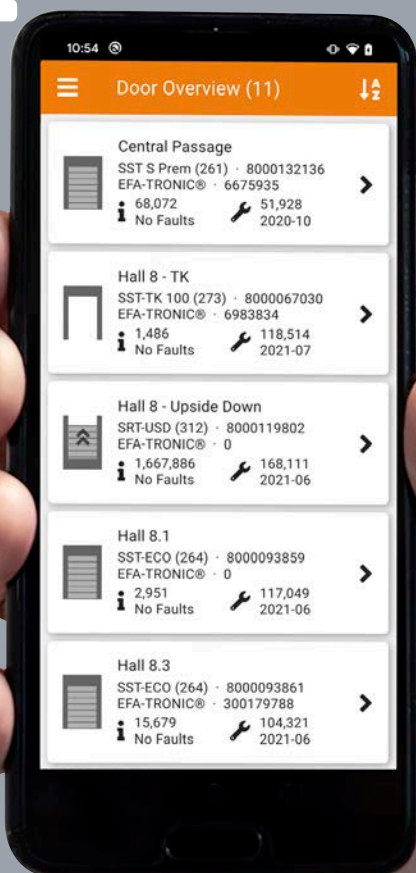 10:54
Door Overview (11)
A
Z
Central Passage
SST S Prem (261) · 8000132136
EFA-TRONIC® · 6675935
68,072 51,928
No Faults 2020-10
Hall 8 - TK
SST-TK 100 (273) · 8000067030
EFA-TRONIC® · 6983834
1,486 118,514
No Faults 2021-07
Hall 8 - Upside Down
SRT-USD (312) · 8000119802
EFA-TRONIC® · 0
1,667,886 168,111
No Faults 2021-06
Hall 8.1
SST-ECO (264) · 8000093859
EFA-TRONIC® · 0
2,951 117,049
No Faults 2021-06
Hall 8.3
SST-ECO (264) · 8000093861
EFA-TRONIC® · 300179788
15,679 104,321
No Faults 2021-06